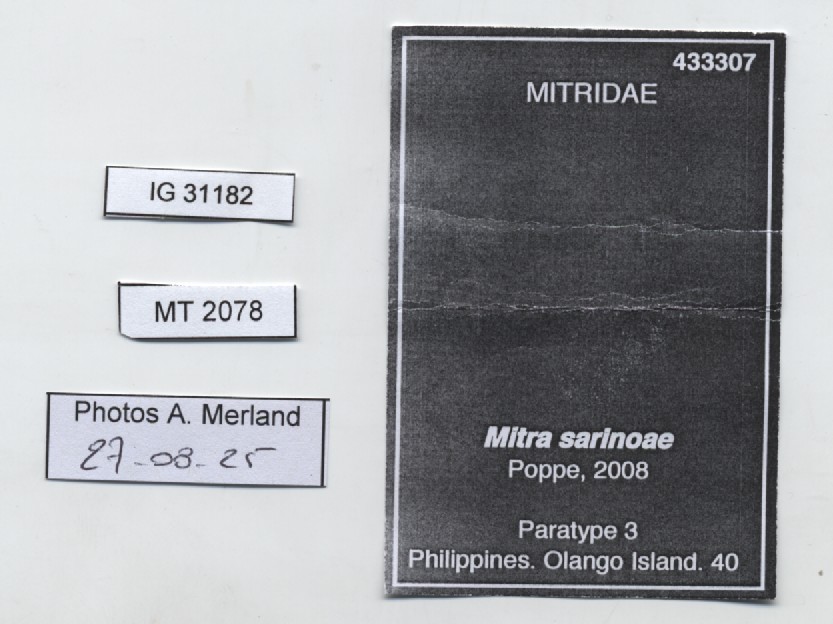 433307
MITRIDAE
IG 31182
MT 2078
Photos A. Merland
27-08-25
Mitra sarinoae
Poppe, 2008
Paratype 3
Philippines. Olango Island. 40